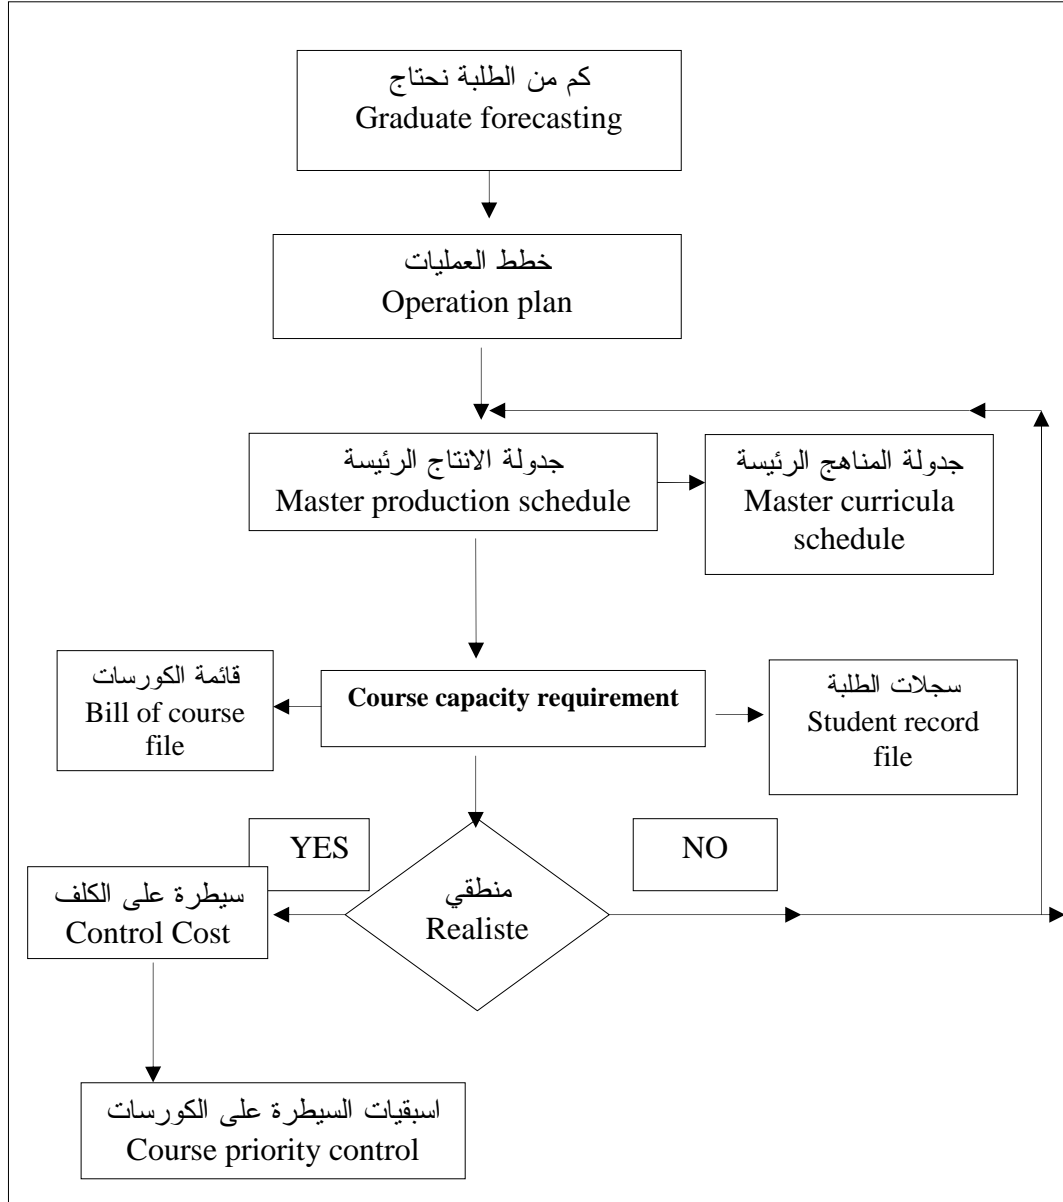 كم من الطلبة نحتاج
Graduate forecasting
خطط العمليات
Operation plan
جدولة الانتاج الرئيسة
Master production schedule
جدولة المناهج الرئيسة
Master curricula
schedule
قائمة الكورسات
Bill of course
file
Course capacity requirement
سجلات الطلبة
Student record
file
YES
NO
سيطرة على الكلف
Control Cost
منطقي
Realiste
اسبقيات السيطرة على الكورسات
Course priority control